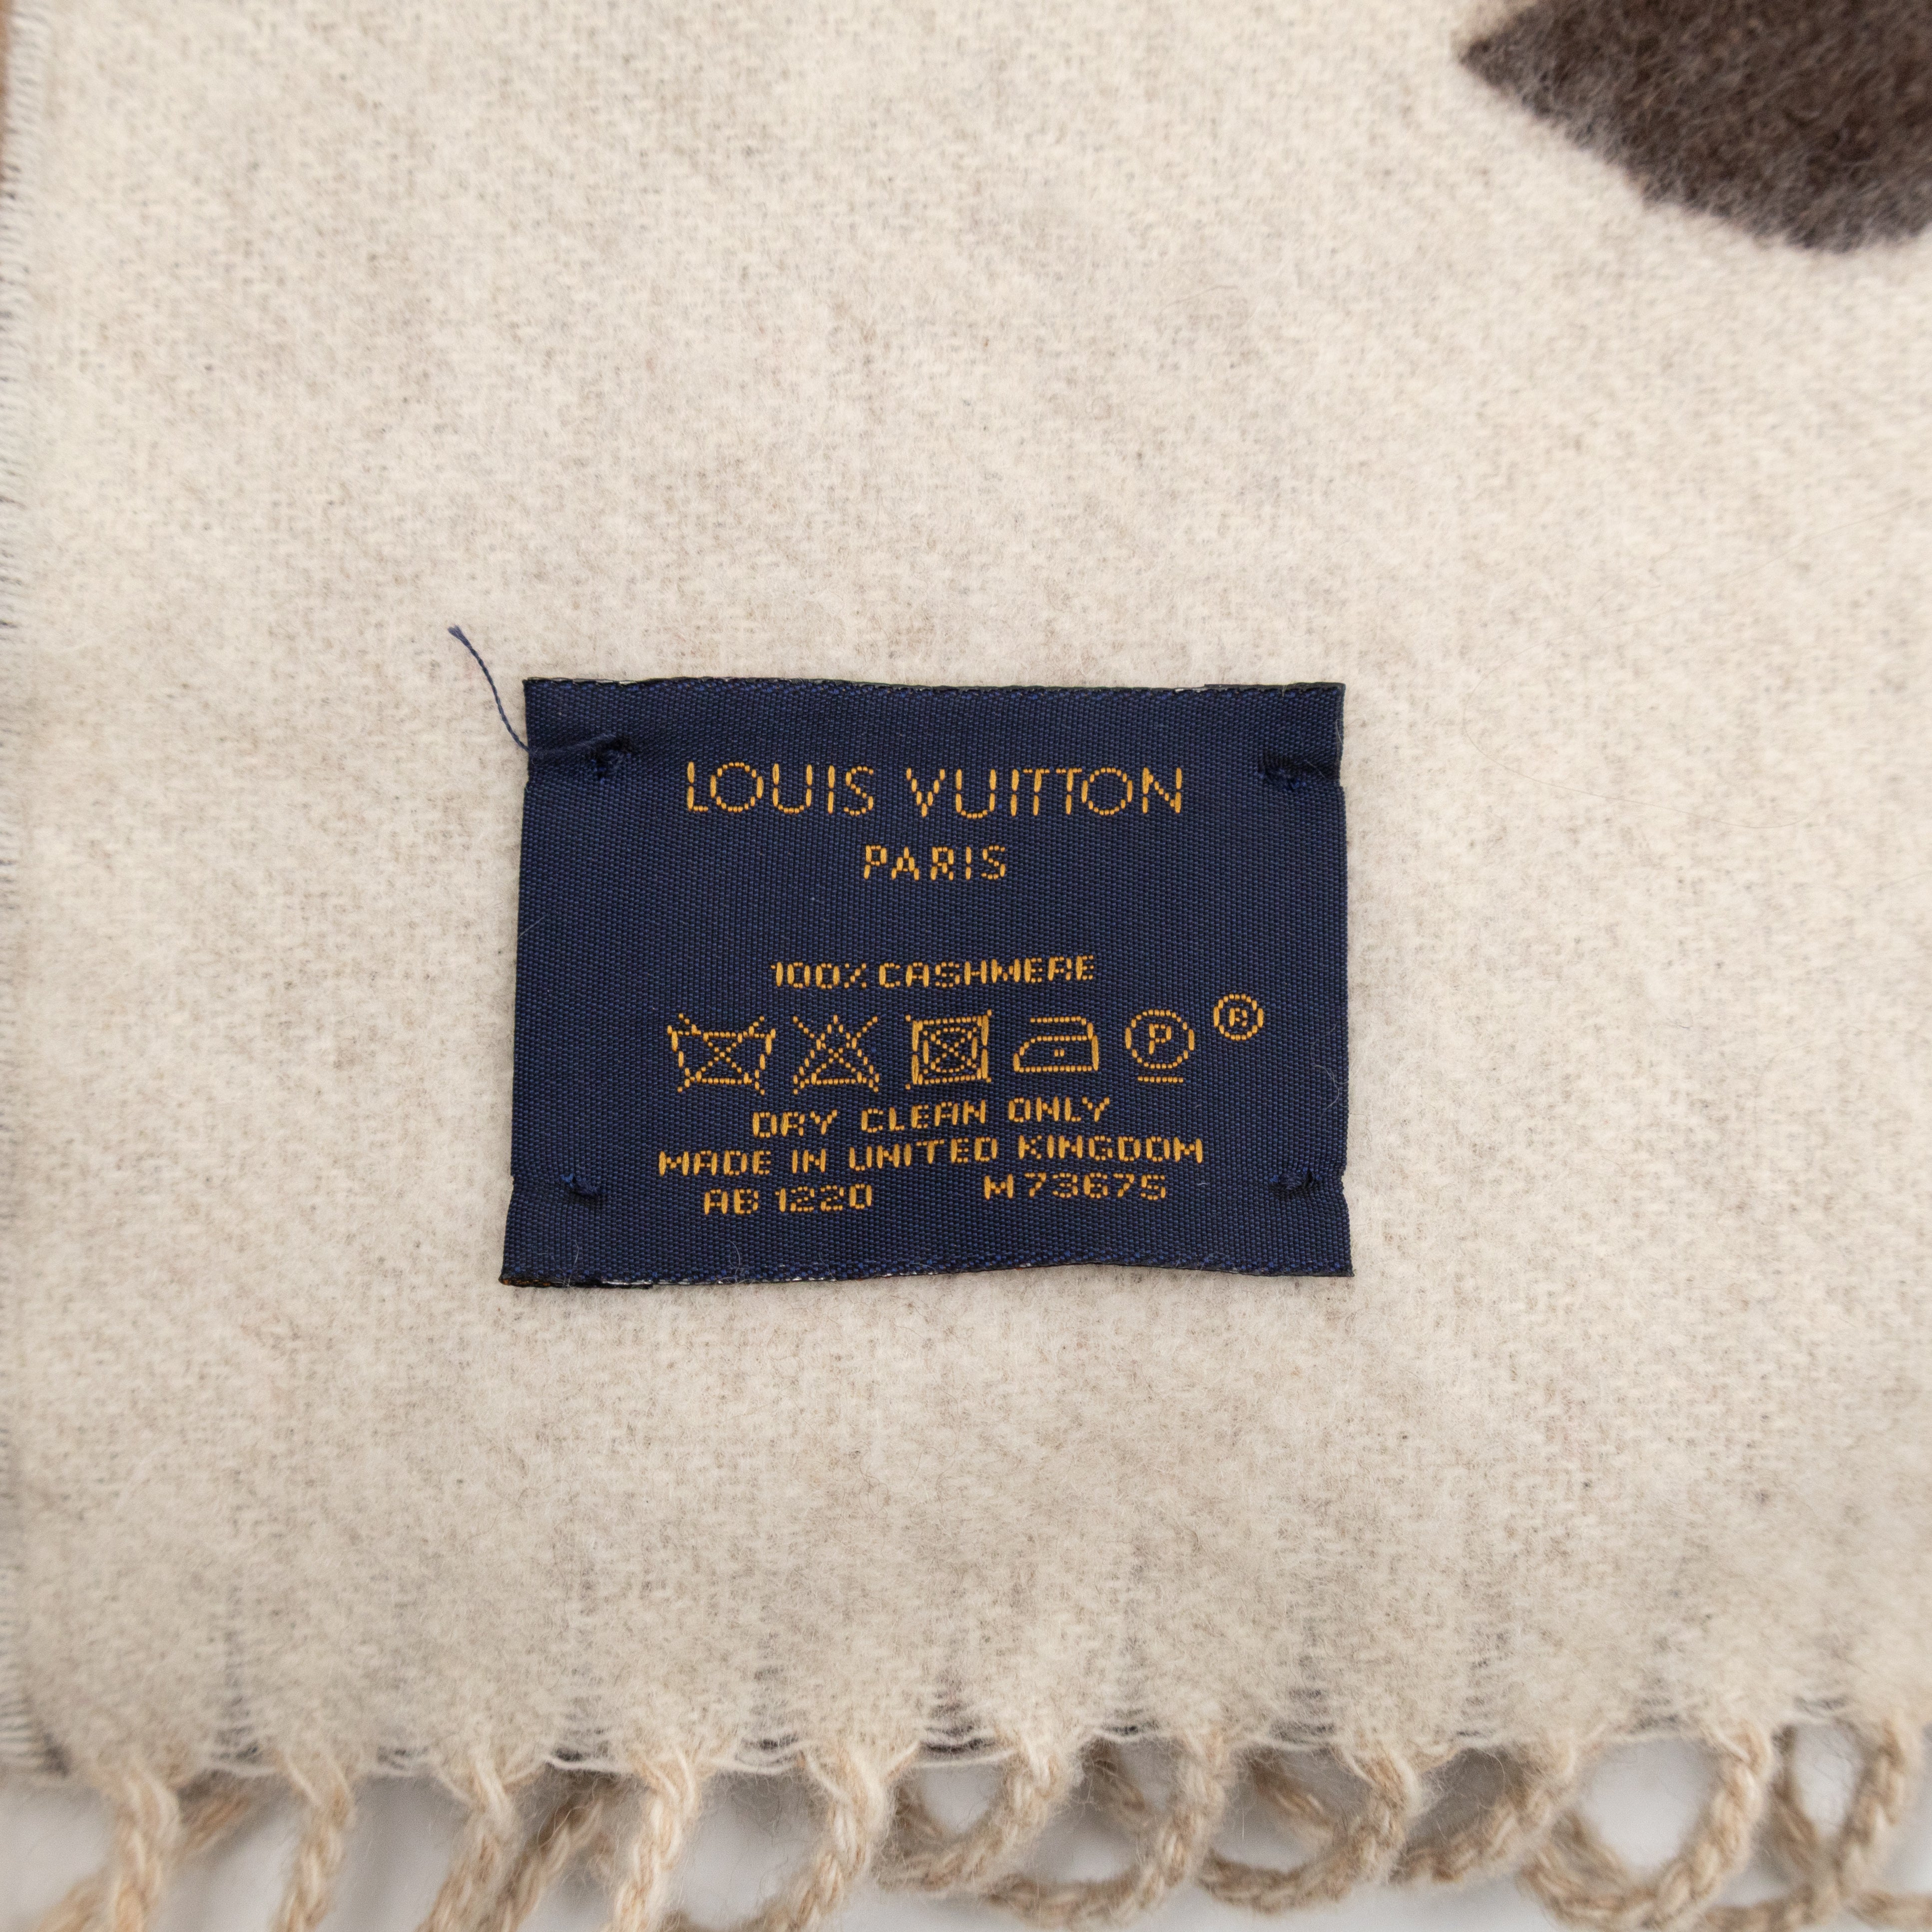 LOUIS VUITTON
PARIS
100% CASHMERE
P ®
DRY CLEAN ONLY
MADE IN UNITED KINGDOM
AB 1220 M73675